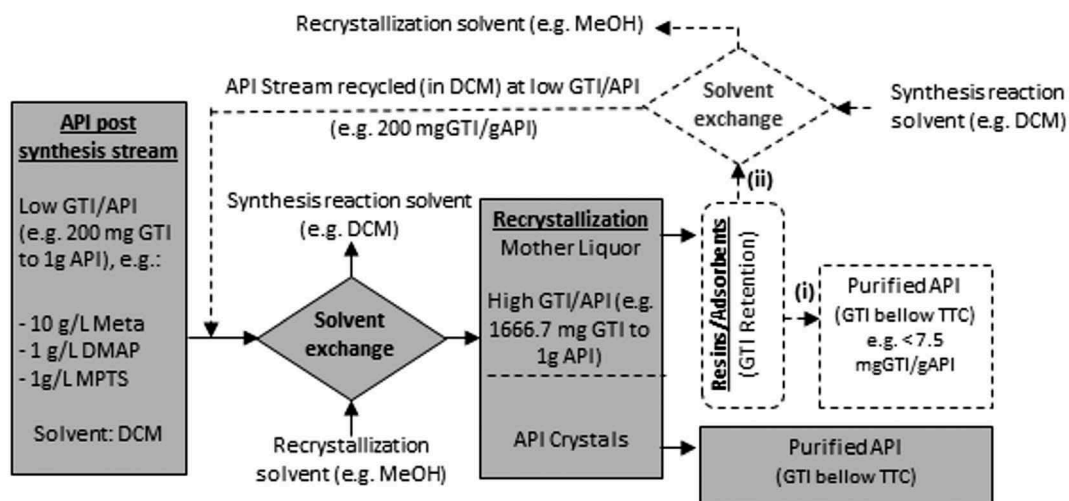 Recrystallization solvent (e.g. MeOH)
API Stream recycled (in DCM) at low GTI/API
(e.g. 200 mgGTI/gAPI)
Solvent
exchange
Synthesis reaction
solvent (e.g. DCM)
API post
synthesis stream
Low GTI/API
(e.g. 200 mg GTI
to 1g API), e.g.:
- 10 g/L Meta
- 1 g/L DMAP
- 1g/L MPTS
Solvent: DCM
Synthesis reaction solvent
(e.g. DCM)
Solvent
exchange
Recrystallization
solvent (e.g. MeOH)
Recrystallization
Mother Liquor
High GTI/API (e.g.
1666.7 mg GTI to
1g API)
API Crystals
(ii)
Resins/Adsorbents
(GTI Retention)
(i)
Purified API
(GTI bellow TTC)
e.g. <7.5
mgGTI/gAPI
Purified API
(GTI bellow TTC)